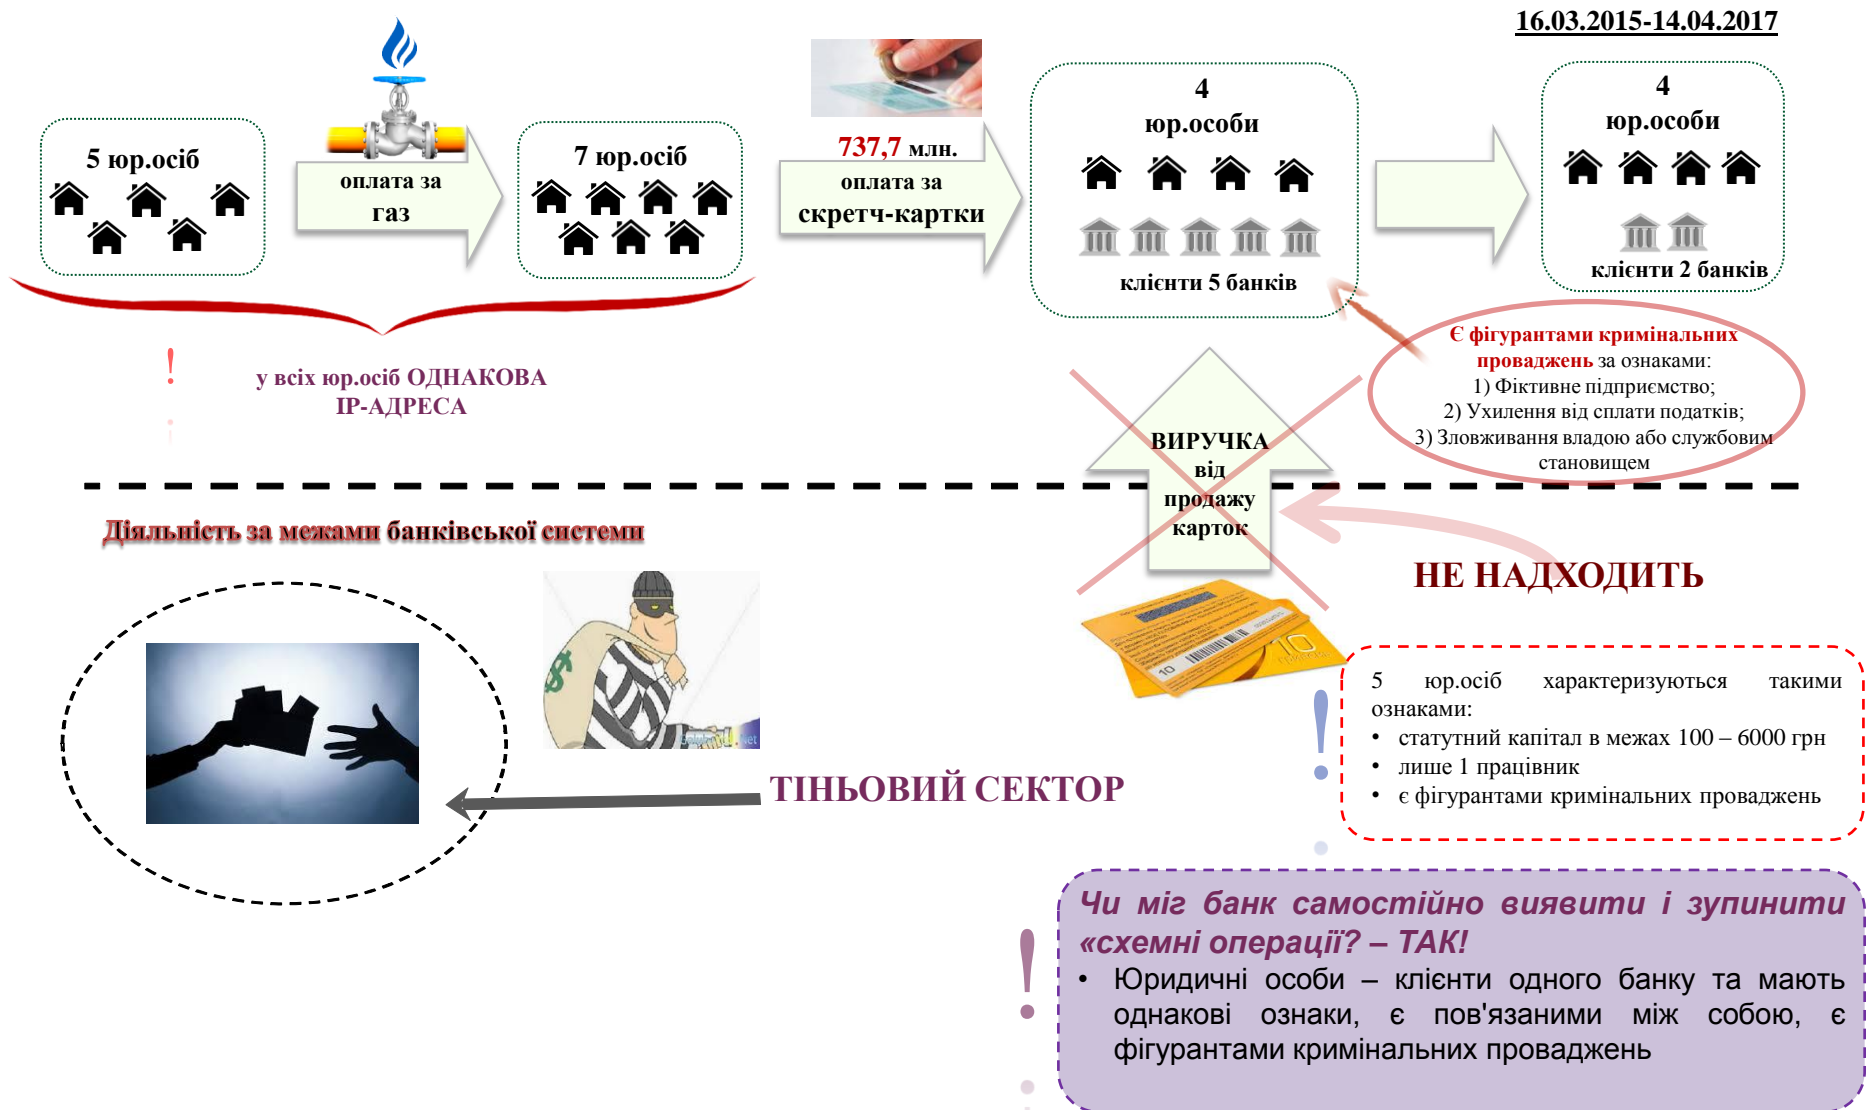 16.03.2015-14.04.2017
5 юр.осіб
оплата за
газ
7 юр.осіб
737,7 млн.
оплата за
скретч-картки
4
юр.особи
клієнти 5 банків
4
юр.особи
клієнти 2 банків
у всіх юр.осіб ОДНАКОВА
ІР-АДРЕСА
Є фігурантами кримінальних
проваджень за ознаками:
1) Фіктивне підприємство;
2) Ухилення від сплати податків;
3) Зловживання владою або службовим
становищем
ВИРУЧКА
від
продажу
карток
НЕ НАДХОДИТЬ
Діяльність за межами банківської системи
10
10
ТІНЬОВИЙ СЕКТОР
5 юр.осіб характеризуються такими
ознаками:
• статутний капітал в межах 100 – 6000 грн
• лише 1 працівник
• є фігурантами кримінальних проваджень
Чи міг банк самостійно виявити і зупинити
«схемні операції? – ТАК!
• Юридичні особи – клієнти одного банку та мають
однакові ознаки, є пов'язаними між собою, є
фігурантами кримінальних проваджень